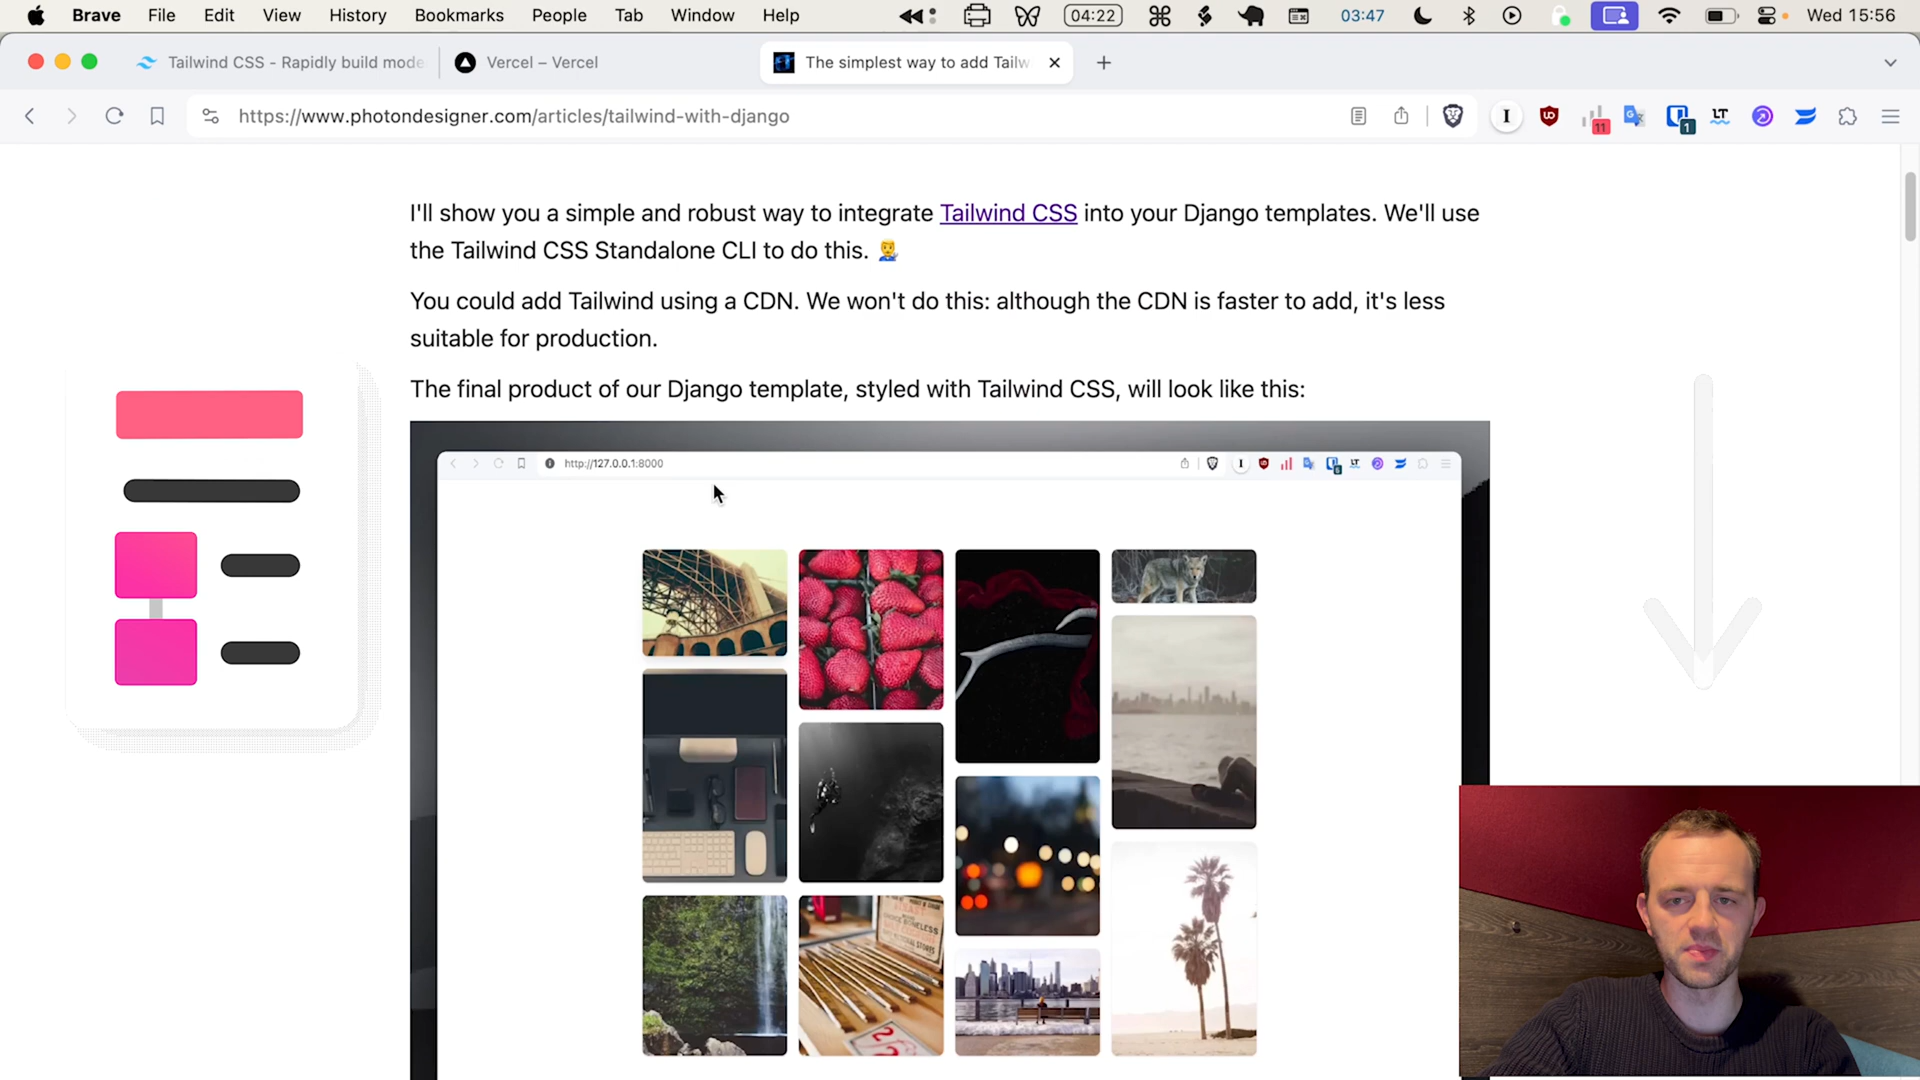 Brave File Edit View History Bookmarks People Tab Window Help 04:22 03:47 Wed 15:56
Tailwind CSS - Rapidly build mode
Vercel – Vercel
The simplest way to add Tailw
https://www.photondesigner.com/articles/tailwind-with-django
11
1
LT
I'll show you a simple and robust way to integrate Tailwind CSS into your Django templates. We'll use
the Tailwind CSS Standalone CLI to do this.
You could add Tailwind using a CDN. We won't do this: although the CDN is faster to add, it's less
suitable for production.
The final product of our Django template, styled with Tailwind CSS, will look like this:
http://127.0.0.1:8000